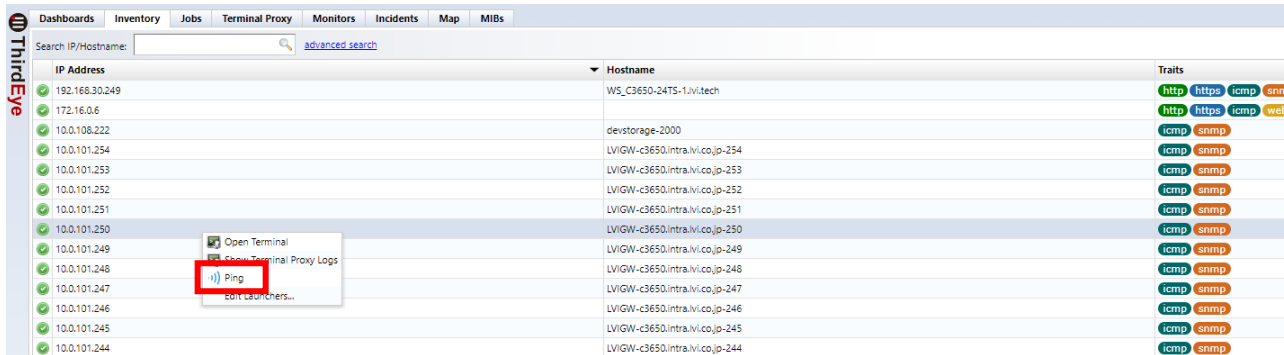 Dashboards Inventory Jobs Terminal Proxy Monitors Incidents Map MIBs
ThirdEye
Search IP/Hostname: advanced search
IP Address Hostname Traits
192.168.30.249 WS_C3650-24TS-1.lvi.tech http https icmp snm
172.16.0.6 http https icmp wel
10.0.108.222 devstorage-2000 icmp snmp
10.0.101.254 LVIGW-c3650.intra.lvi.co.jp-254 icmp snmp
10.0.101.253 LVIGW-c3650.intra.lvi.co.jp-253 icmp snmp
10.0.101.252 LVIGW-c3650.intra.lvi.co.jp-252 icmp snmp
10.0.101.251 LVIGW-c3650.intra.lvi.co.jp-251 icmp snmp
10.0.101.250 LVIGW-c3650.intra.lvi.co.jp-250 icmp snmp
Open Terminal
10.0.101.249 LVIGW-c3650.intra.lvi.co.jp-249 icmp snmp
Show Terminal Proxy Logs
10.0.101.248 LVIGW-c3650.intra.lvi.co.jp-248 icmp snmp
Ping
10.0.101.247 LVIGW-c3650.intra.lvi.co.jp-247 icmp snmp
Edit Launchers...
10.0.101.246 LVIGW-c3650.intra.lvi.co.jp-246 icmp snmp
10.0.101.245 LVIGW-c3650.intra.lvi.co.jp-245 icmp snmp
10.0.101.244 LVIGW-c3650.intra.lvi.co.jp-244 icmp snmp